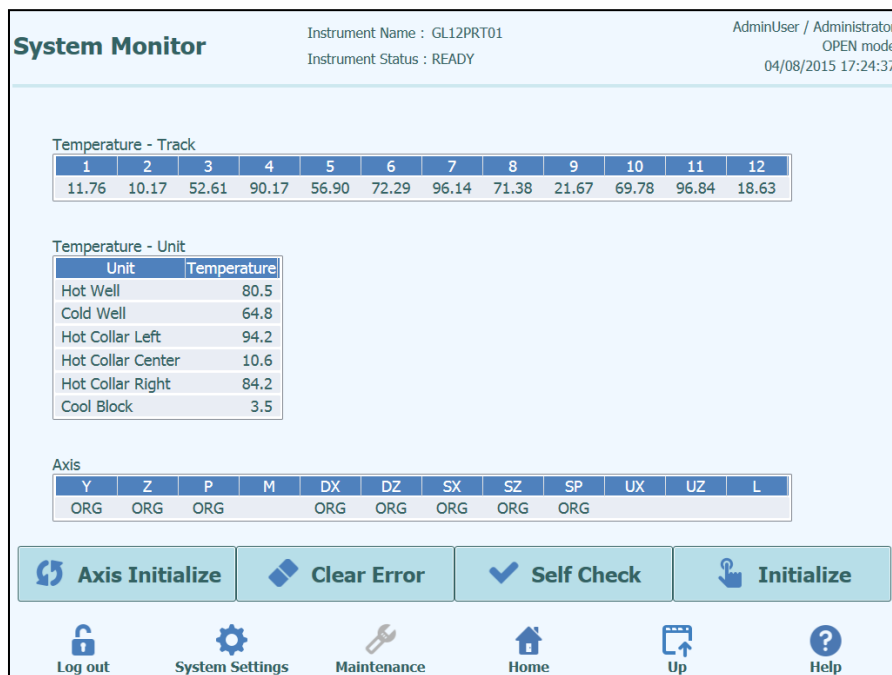 System Monitor
Instrument Name : GL12PRT01
Instrument Status : READY
AdminUser / Administrator
OPEN mode
04/08/2015 17:24:37
Temperature - Track
1 2 3 4 5 6 7 8 9 10 11 12
11.76 10.17 52.61 90.17 56.90 72.29 96.14 71.38 21.67 69.78 96.84 18.63
Temperature - Unit
Unit Temperature
Hot Well 80.5
Cold Well 64.8
Hot Collar Left 94.2
Hot Collar Center 10.6
Hot Collar Right 84.2
Cool Block 3.5
Axis
Y Z P M DX DZ SX SZ SP UX UZ L
ORG ORG ORG ORG ORG ORG ORG ORG
Axis Initialize Clear Error Self Check Initialize
Log out System Settings Maintenance Home Up Help